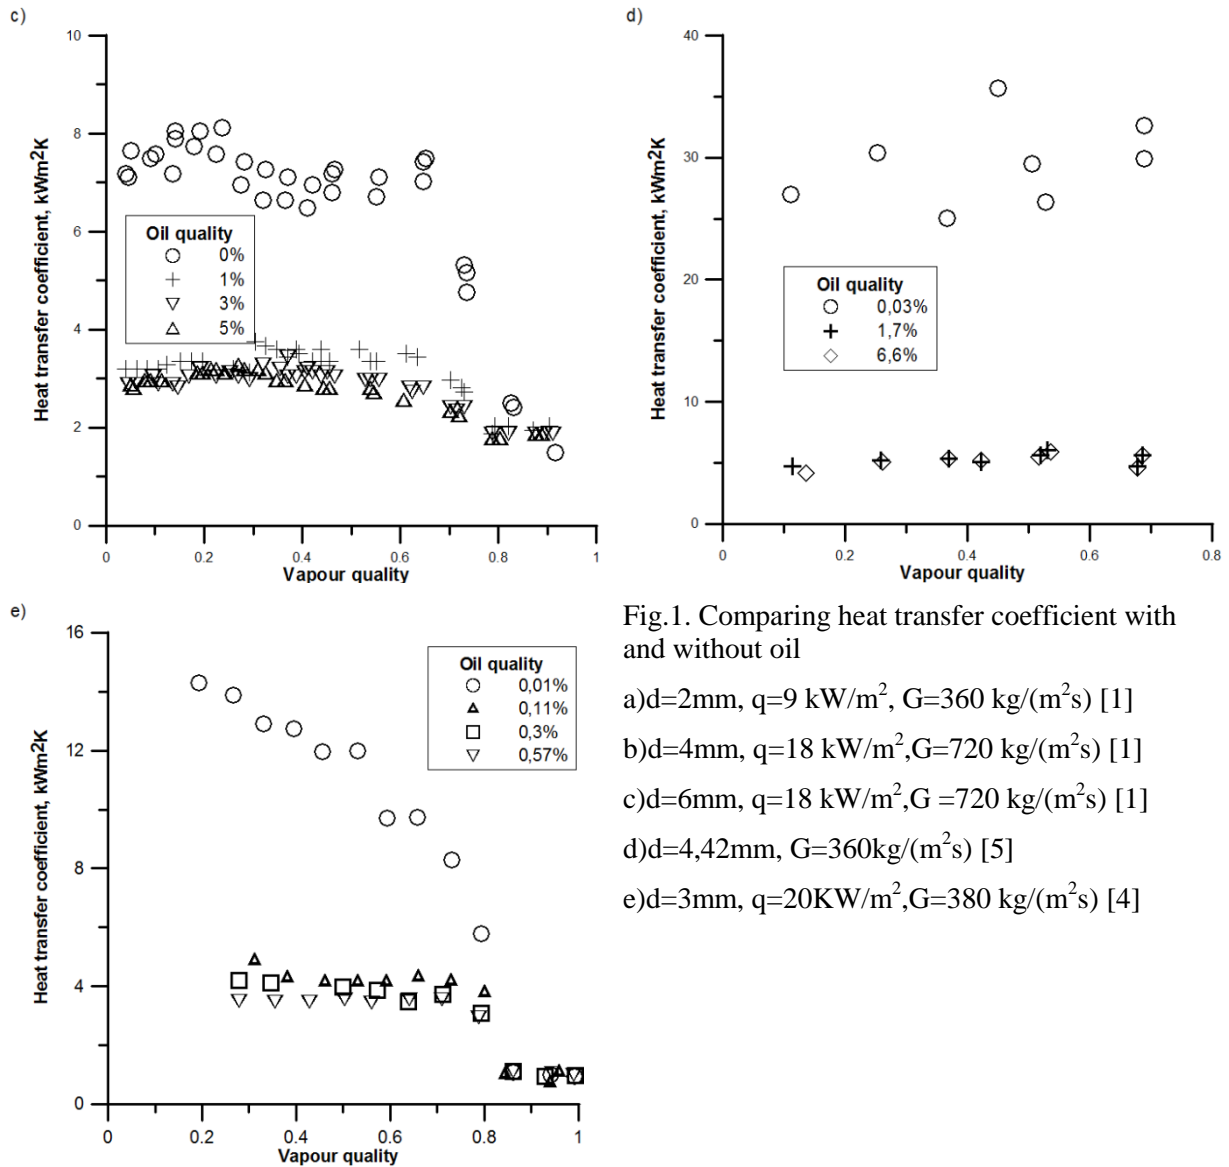 c)
10
8
6
4
2
0
Heat transfer coefficient, kWm2K
Oil quality
0%
1%
3%
5%
0
0.2
0.4
0.6
0.8
1
Vapour quality
d)
40
30
20
10
0
Heat transfer coefficient, kWm2K
Oil quality
0,03%
1,7%
6,6%
0
0.2
0.4
0.6
0.8
Vapour quality
e)
16
12
8
4
0
Heat transfer coefficient, kWm2K
Oil quality
0,01%
0,11%
0,3%
0,57%
0
0.2
0.4
0.6
0.8
1
Vapour quality
Fig.1. Comparing heat transfer coefficient with
and without oil
a)d=2mm, q=9 kW/m², G=360 kg/(m²s) [1]
b)d=4mm, q=18 kW/m²,G=720 kg/(m²s) [1]
c)d=6mm, q=18 kW/m²,G =720 kg/(m²s) [1]
d)d=4,42mm, G=360kg/(m²s) [5]
e)d=3mm, q=20KW/m²,G=380 kg/(m²s) [4]